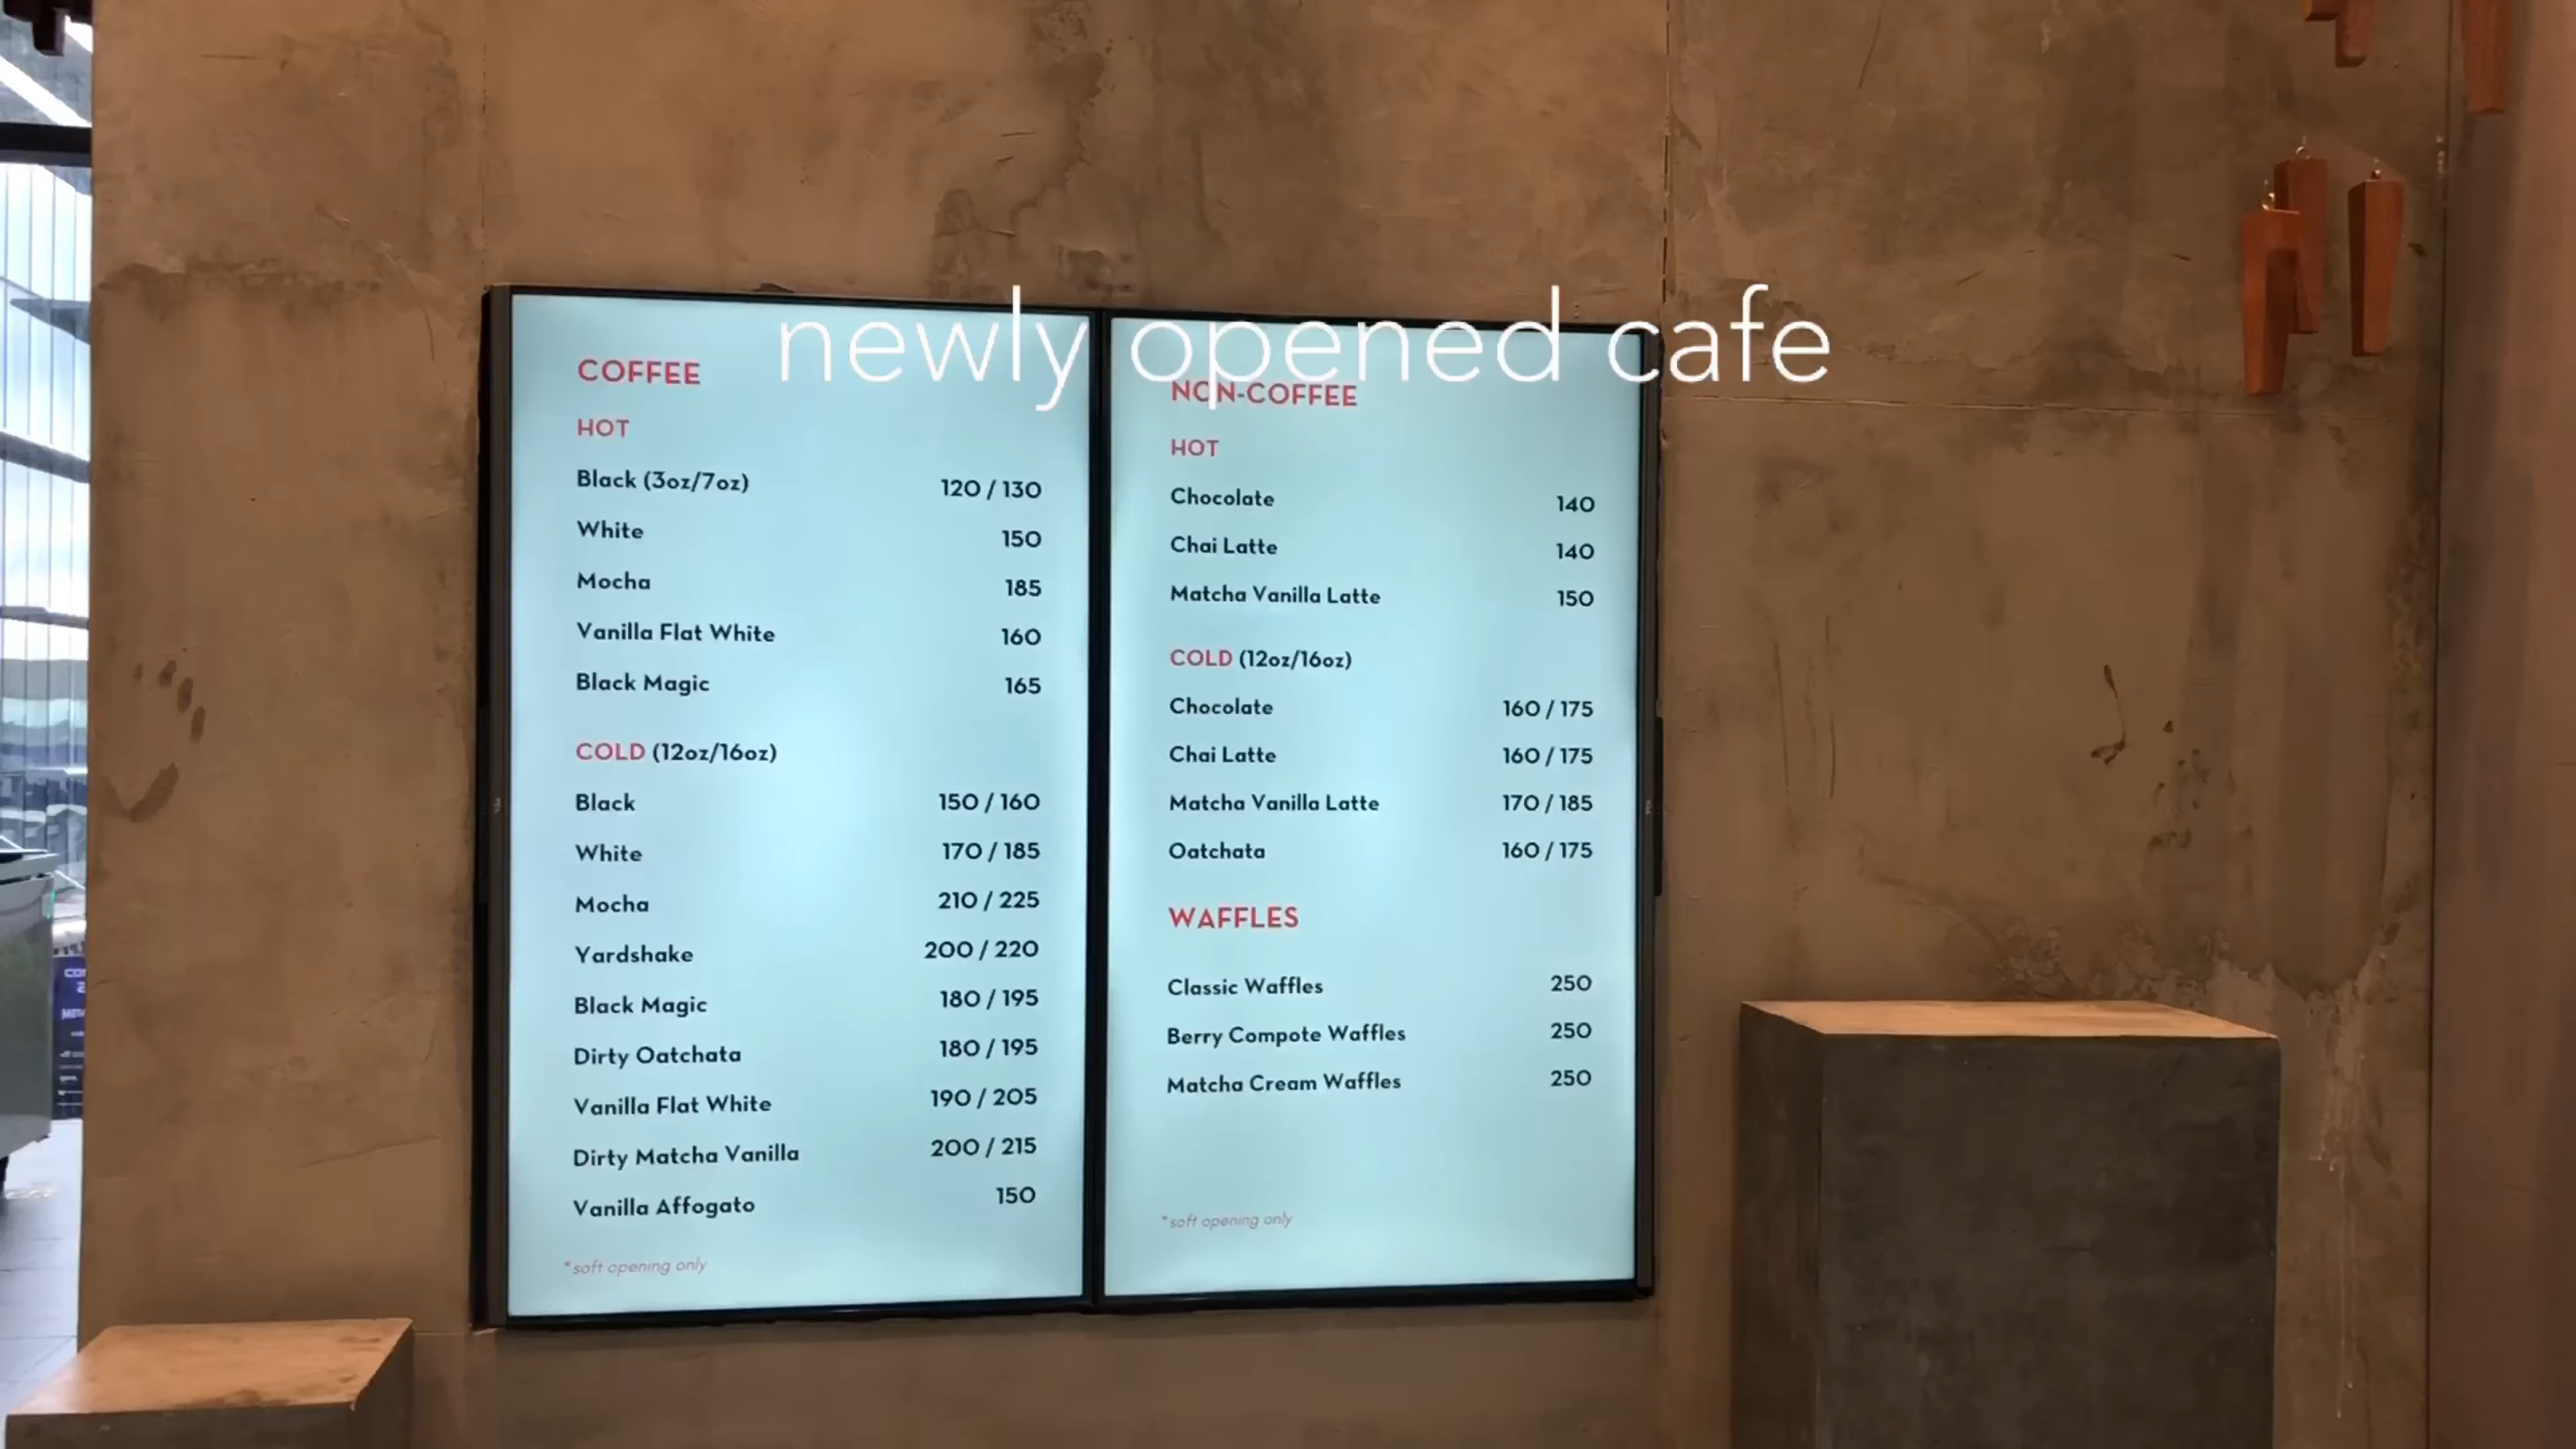 newly opened cafe
COFFEE
HOT
Black (3oz/7oz) 120 / 130
White 150
Mocha 185
Vanilla Flat White 160
Black Magic 165
COLD (12oz/16oz)
Black 150 / 160
White 170 / 185
Mocha 210 / 225
Yardshake 200 / 220
Black Magic 180 / 195
Dirty Oatchata 180 / 195
Vanilla Flat White 190 / 205
Dirty Matcha Vanilla 200 / 215
Vanilla Affogato 150
*soft opening only
NON-COFFEE
HOT
Chocolate 140
Chai Latte 140
Matcha Vanilla Latte 150
COLD (12oz/16oz)
Chocolate 160 / 175
Chai Latte 160 / 175
Matcha Vanilla Latte 170 / 185
Oatchata 160 / 175
WAFFLES
Classic Waffles 250
Berry Compote Waffles 250
Matcha Cream Waffles 250
*soft opening only